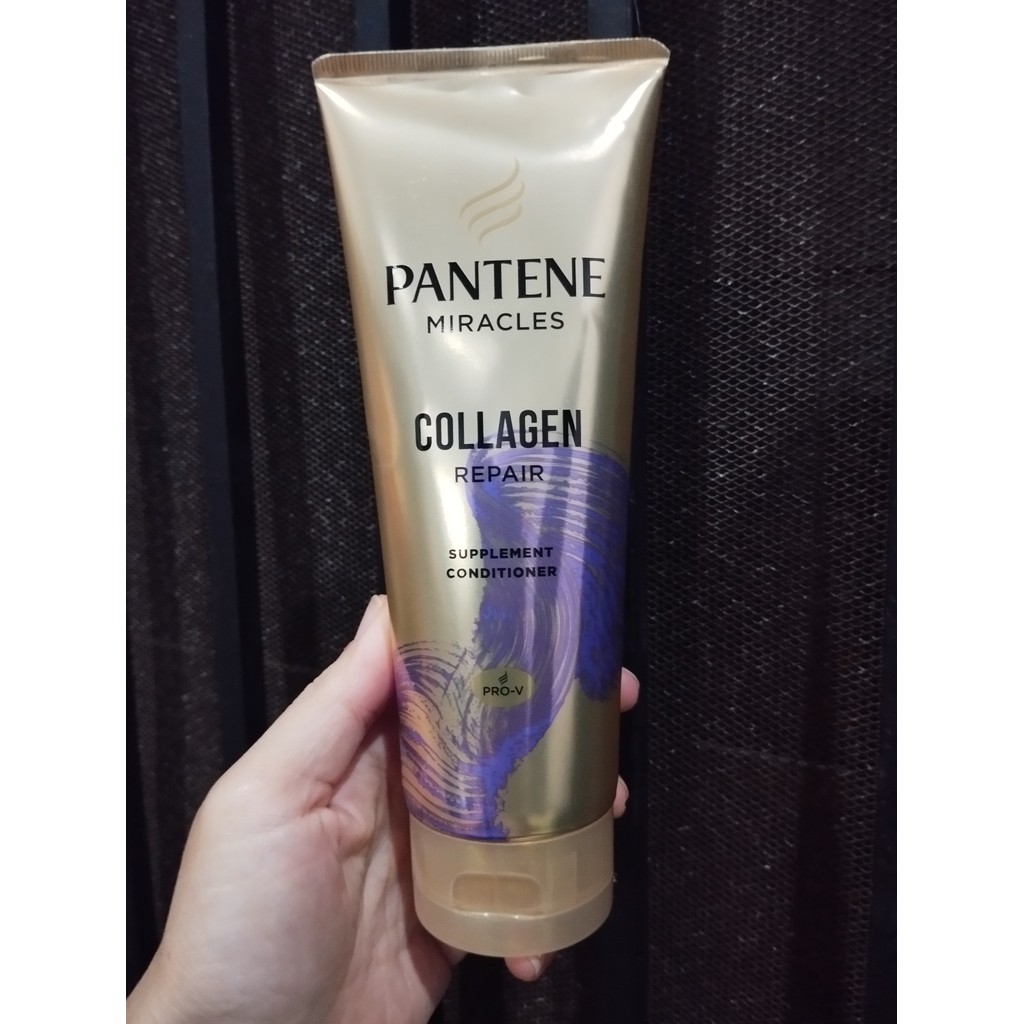 PANTENE
MIRACLES
COLLAGEN
REPAIR
SUPPLEMENT
CONDITIONER
PRO-V